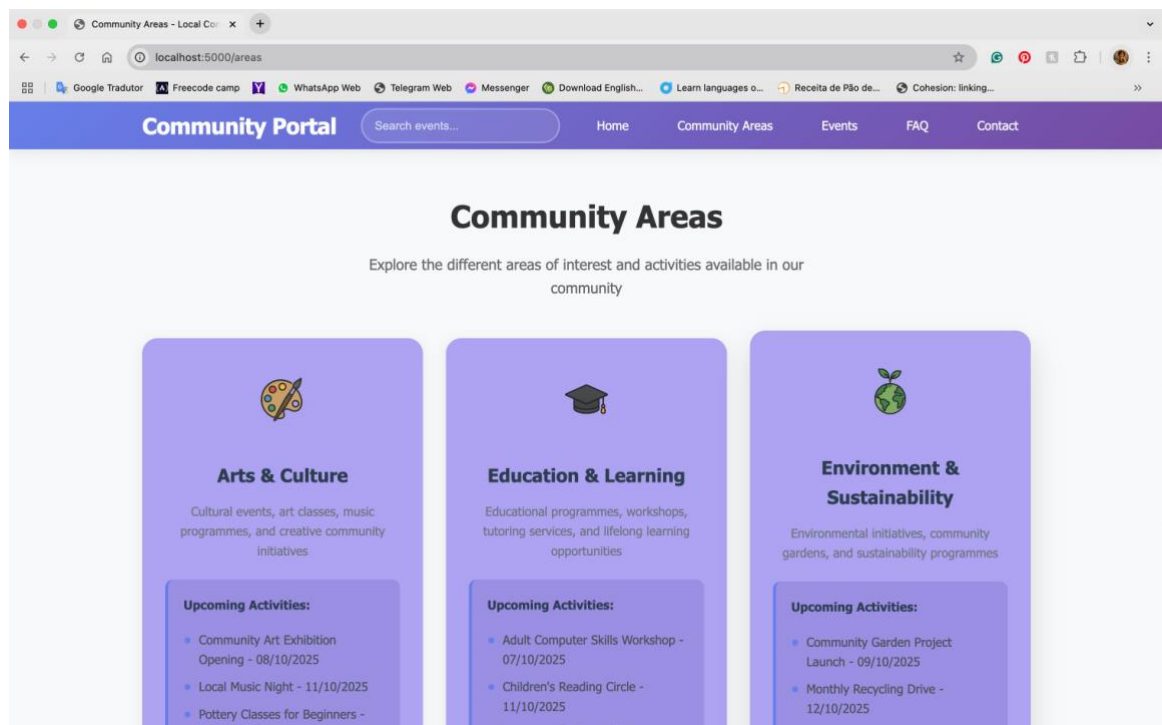 Community Areas - Local Cor
localhost:5000/areas
Google Tradutor
Freecode camp
WhatsApp Web
Telegram Web
Messenger
Download English...
Learn languages o...
Receita de Pão de...
Cohesion: linking...
Community Portal
Search events...
Home
Community Areas
Events
FAQ
Contact
Community Areas
Explore the different areas of interest and activities available in our
community
Arts & Culture
Cultural events, art classes, music
programmes, and creative community
initiatives
Upcoming Activities:
Community Art Exhibition
Opening - 08/10/2025
Local Music Night - 11/10/2025
Pottery Classes for Beginners -
Education & Learning
Educational programmes, workshops,
tutoring services, and lifelong learning
opportunities
Upcoming Activities:
Adult Computer Skills Workshop -
07/10/2025
Children's Reading Circle -
11/10/2025
Environment &
Sustainability
Environmental initiatives, community
gardens, and sustainability programmes
Upcoming Activities:
Community Garden Project
Launch - 09/10/2025
Monthly Recycling Drive -
12/10/2025